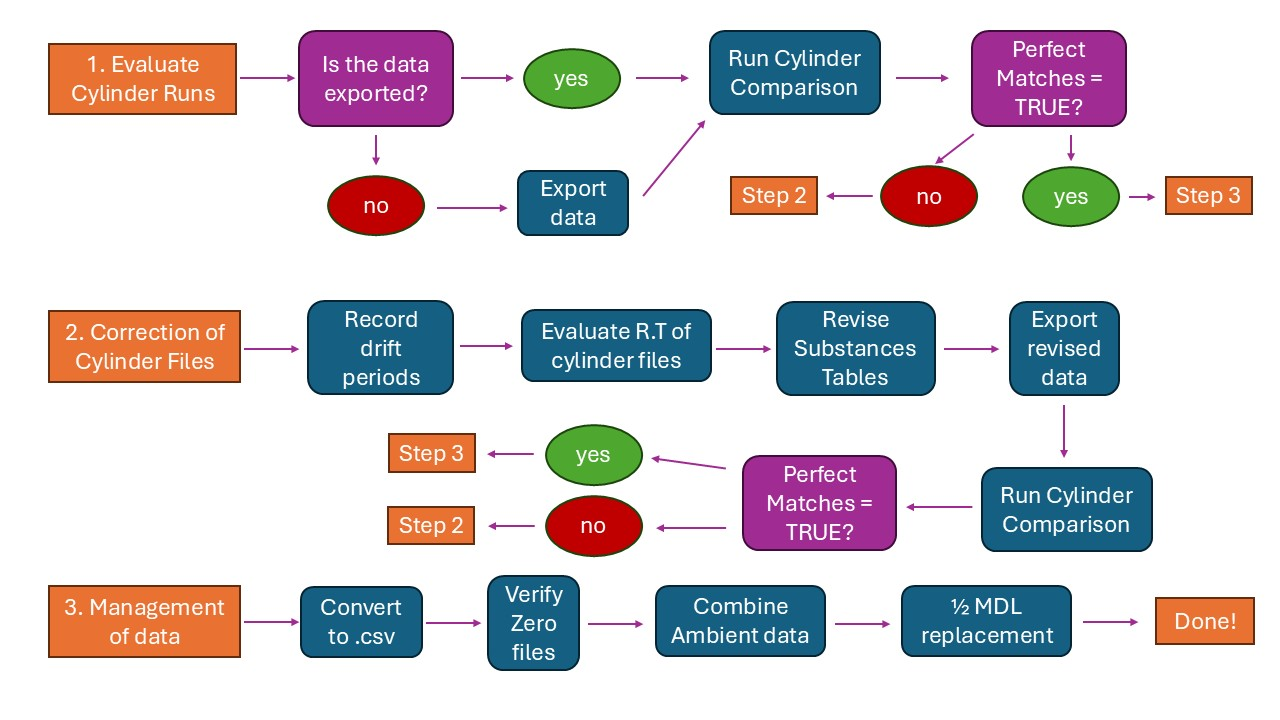 1. Evaluate
Cylinder Runs
Is the data
exported?
yes
Run Cylinder
Comparison
Perfect
Matches =
TRUE?
no
Export
data
Step 2
no
yes
Step 3
2. Correction of
Cylinder Files
Record
drift
periods
Evaluate R.T of
cylinder files
Revise
Substances
Tables
Export
revised
data
Step 3
yes
Perfect
Matches =
TRUE?
Run Cylinder
Comparison
Step 2
no
3. Management
of data
Convert
to .csv
Verify
Zero
files
Combine
Ambient data
½ MDL
replacement
Done!